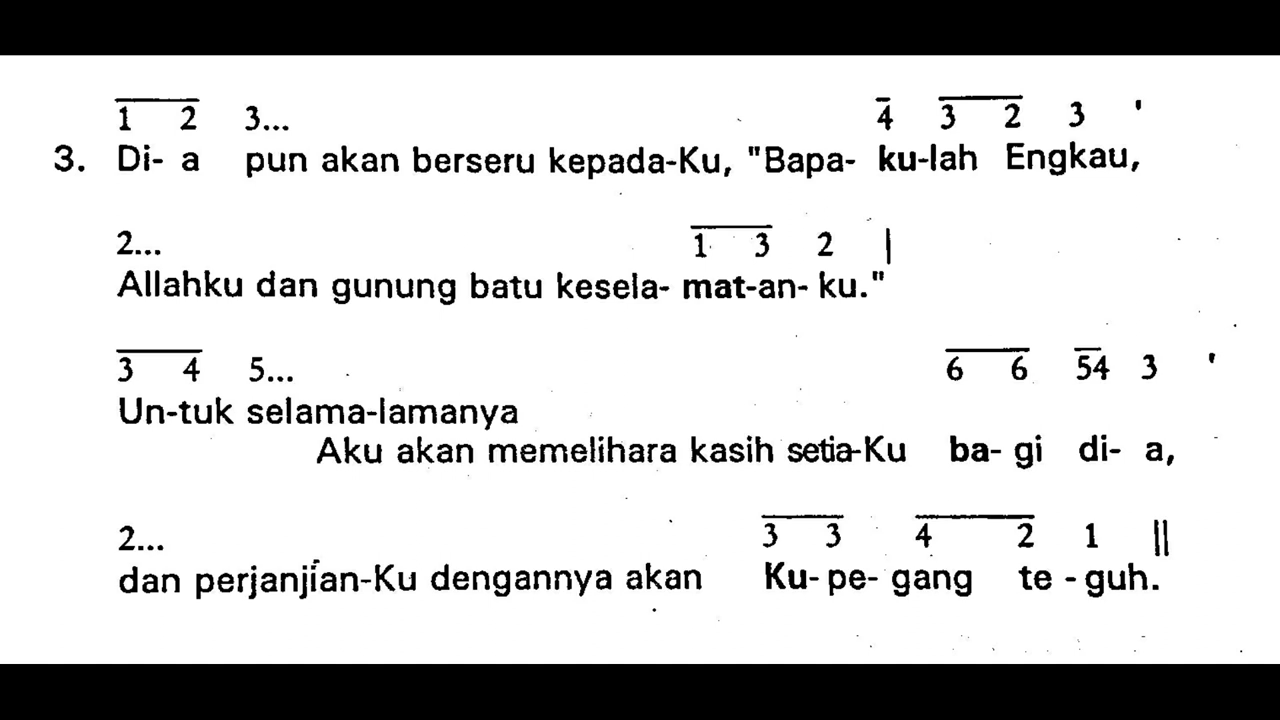 1 2 3... 4 3 2 3 '
3. Di- a pun akan berseru kepada-Ku, "Bapa- ku-lah Engkau,
2... 1 3 2 |
Allahku dan gunung batu kesela- mat-an- ku."
3 4 5... 6 6 54 3 '
Un-tuk selama-lamanya
Aku akan memelihara kasih setia-Ku ba- gi di- a,
2... 3 3 4 2 1 ||
dan perjanjian-Ku dengannya akan Ku- pe- gang te - guh.